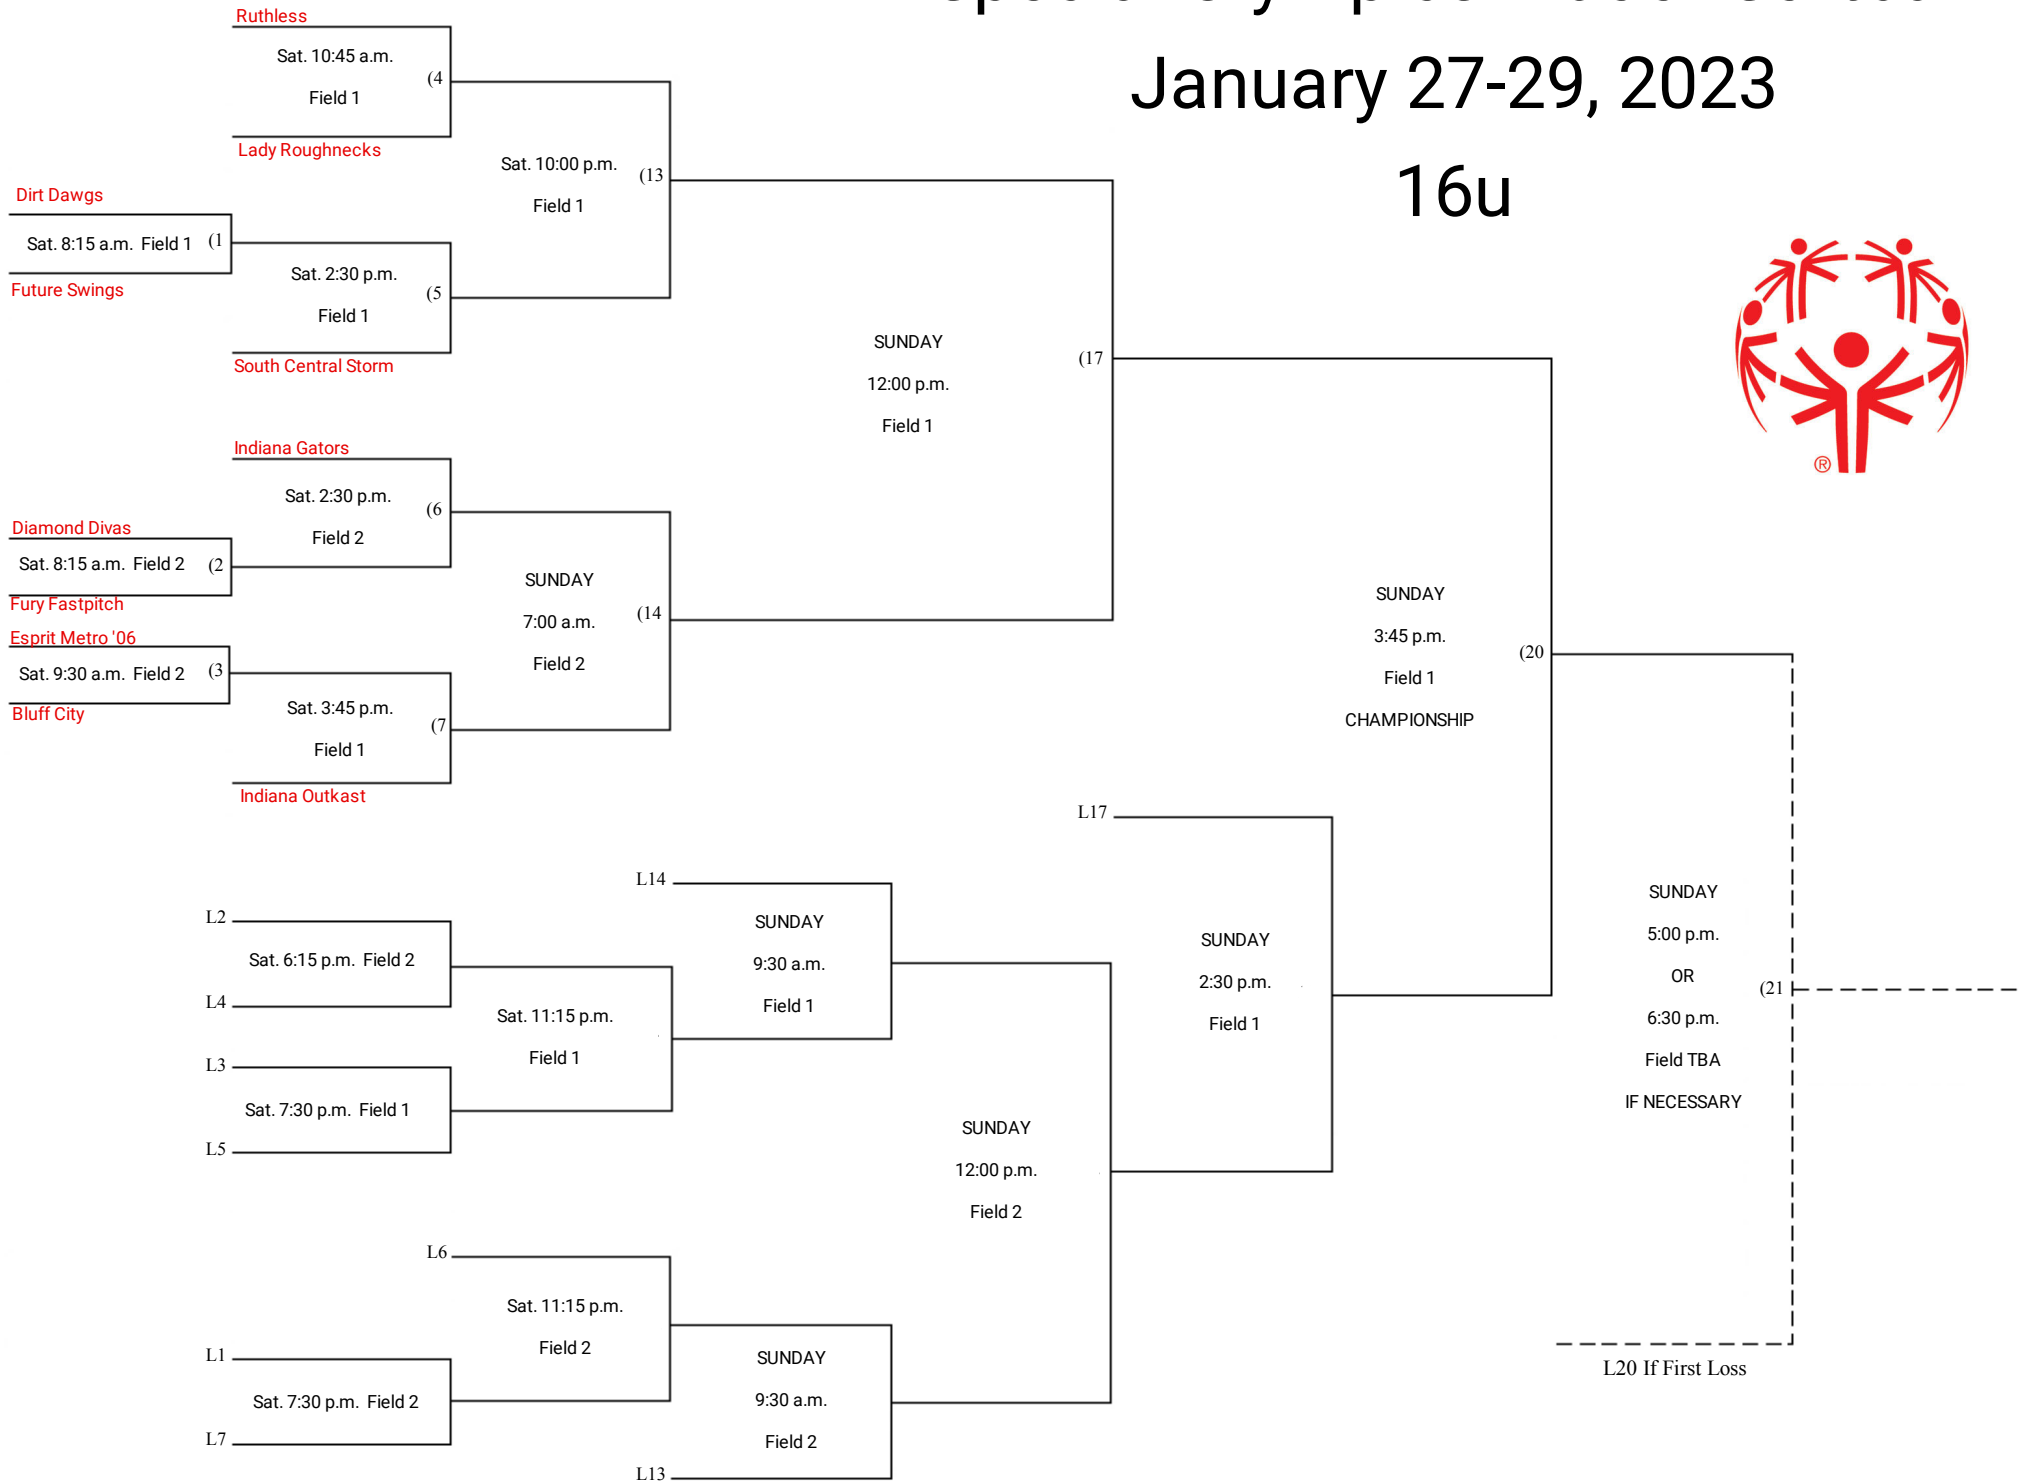 January 27-29, 2023
16u
Ruthless
Sat. 10:45 a.m.
(4
Field 1
Lady Roughnecks
Sat. 10:00 p.m.
(13
Field 1
Dirt Dawgs
Sat. 8:15 a.m. Field 1
(1
Future Swings
Sat. 2:30 p.m.
(5
Field 1
South Central Storm
SUNDAY
12:00 p.m.
Field 1
(17
Indiana Gators
Sat. 2:30 p.m.
(6
Field 2
Diamond Divas
Sat. 8:15 a.m. Field 2
(2
Fury Fastpitch
SUNDAY
7:00 a.m.
Field 2
(14
Esprit Metro '06
Sat. 9:30 a.m. Field 2
(3
Bluff City
Sat. 3:45 p.m.
(7
Field 1
Indiana Outkast
®
SUNDAY
3:45 p.m.
Field 1
CHAMPIONSHIP
(20
L17
L14
L2
Sat. 6:15 p.m. Field 2
L4
SUNDAY
9:30 a.m.
Field 1
Sat. 11:15 p.m.
Field 1
L3
Sat. 7:30 p.m. Field 1
L5
SUNDAY
2:30 p.m.
Field 1
SUNDAY
5:00 p.m.
OR
6:30 p.m.
Field TBA
IF NECESSARY
(21
SUNDAY
12:00 p.m.
Field 2
L6
Sat. 11:15 p.m.
Field 2
L1
Sat. 7:30 p.m. Field 2
L7
SUNDAY
9:30 a.m.
Field 2
L13
L20 If First Loss